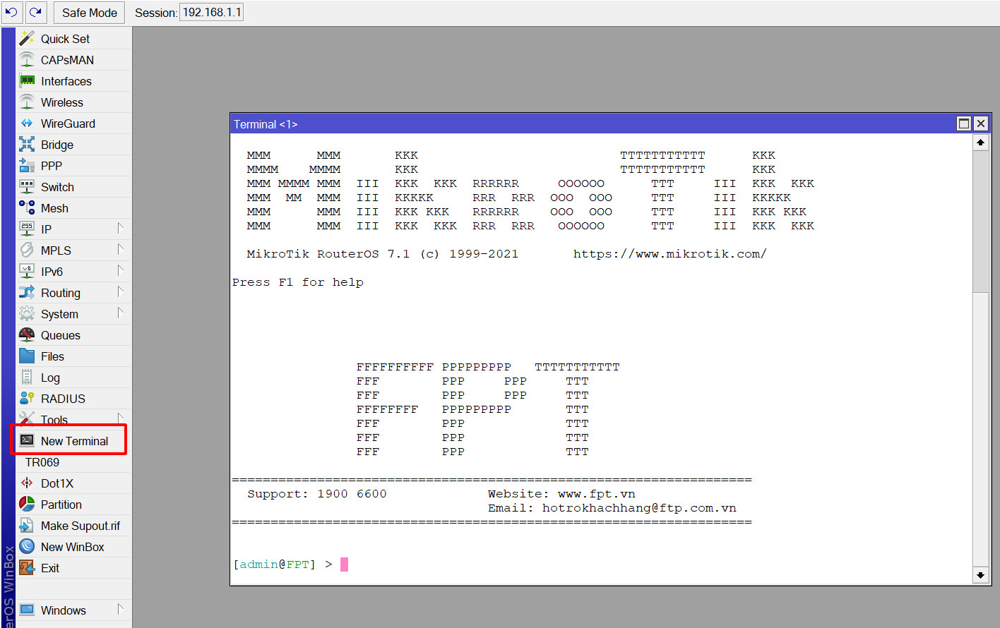 Safe Mode Session: 192.168.1.1
Quick Set
CAPsMAN
Interfaces
Wireless
WireGuard
Bridge
PPP
Switch
Mesh
255 IP
MPLS
v6 IPv6
Routing
System
Queues
Files
Log
RADIUS
Tools
New Terminal
TR069
Dot1X
Partition
Make Supout.rif
New WinBox
Exit
Windows
erOS WinBox
Terminal <1>
MMM      MMM       KKK                          TTTTTTTTTTT      KKK
MMMM    MMMM       KKK                          TTTTTTTTTTT      KKK
MMM MMMM MMM  III  KKK  KKK  RRRRRR     OOOOOO      TTT     III  KKK  KKK
MMM  MM  MMM  III  KKKKK     RRR  RRR  OOO  OOO     TTT     III  KKKKK
MMM      MMM  III  KKK KKK   RRRRRR    OOO  OOO     TTT     III  KKK KKK
MMM      MMM  III  KKK  KKK  RRR  RRR   OOOOOO      TTT     III  KKK  KKK
MikroTik RouterOS 7.1 (c) 1999-2021       https://www.mikrotik.com/
Press F1 for help
FFFFFFFFFF PPPPPPPPP   TTTTTTTTTTT
FFF        PPP     PPP     TTT
FFF        PPP     PPP     TTT
FFFFFFFF   PPPPPPPPP       TTT
FFF        PPP             TTT
FFF        PPP             TTT
FFF        PPP             TTT
===================================================================
Support: 1900 6600             Website: www.fpt.vn
Email: hotrokhachhang@ftp.com.vn
===================================================================
[admin@FPT] >